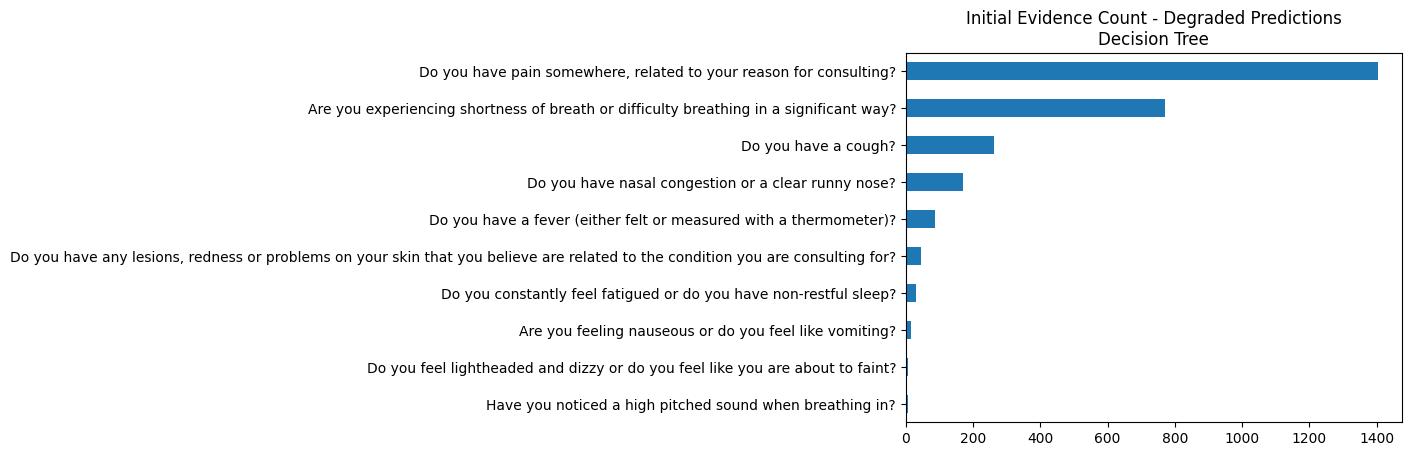 Initial Evidence Count - Degraded Predictions
Decision Tree
Do you have pain somewhere, related to your reason for consulting?
Are you experiencing shortness of breath or difficulty breathing in a significant way?
Do you have a cough?
Do you have nasal congestion or a clear runny nose?
Do you have a fever (either felt or measured with a thermometer)?
Do you have any lesions, redness or problems on your skin that you believe are related to the condition you are consulting for?
Do you constantly feel fatigued or do you have non-restful sleep?
Are you feeling nauseous or do you feel like vomiting?
Do you feel lightheaded and dizzy or do you feel like you are about to faint?
Have you noticed a high pitched sound when breathing in?
0 200 400 600 800 1000 1200 1400